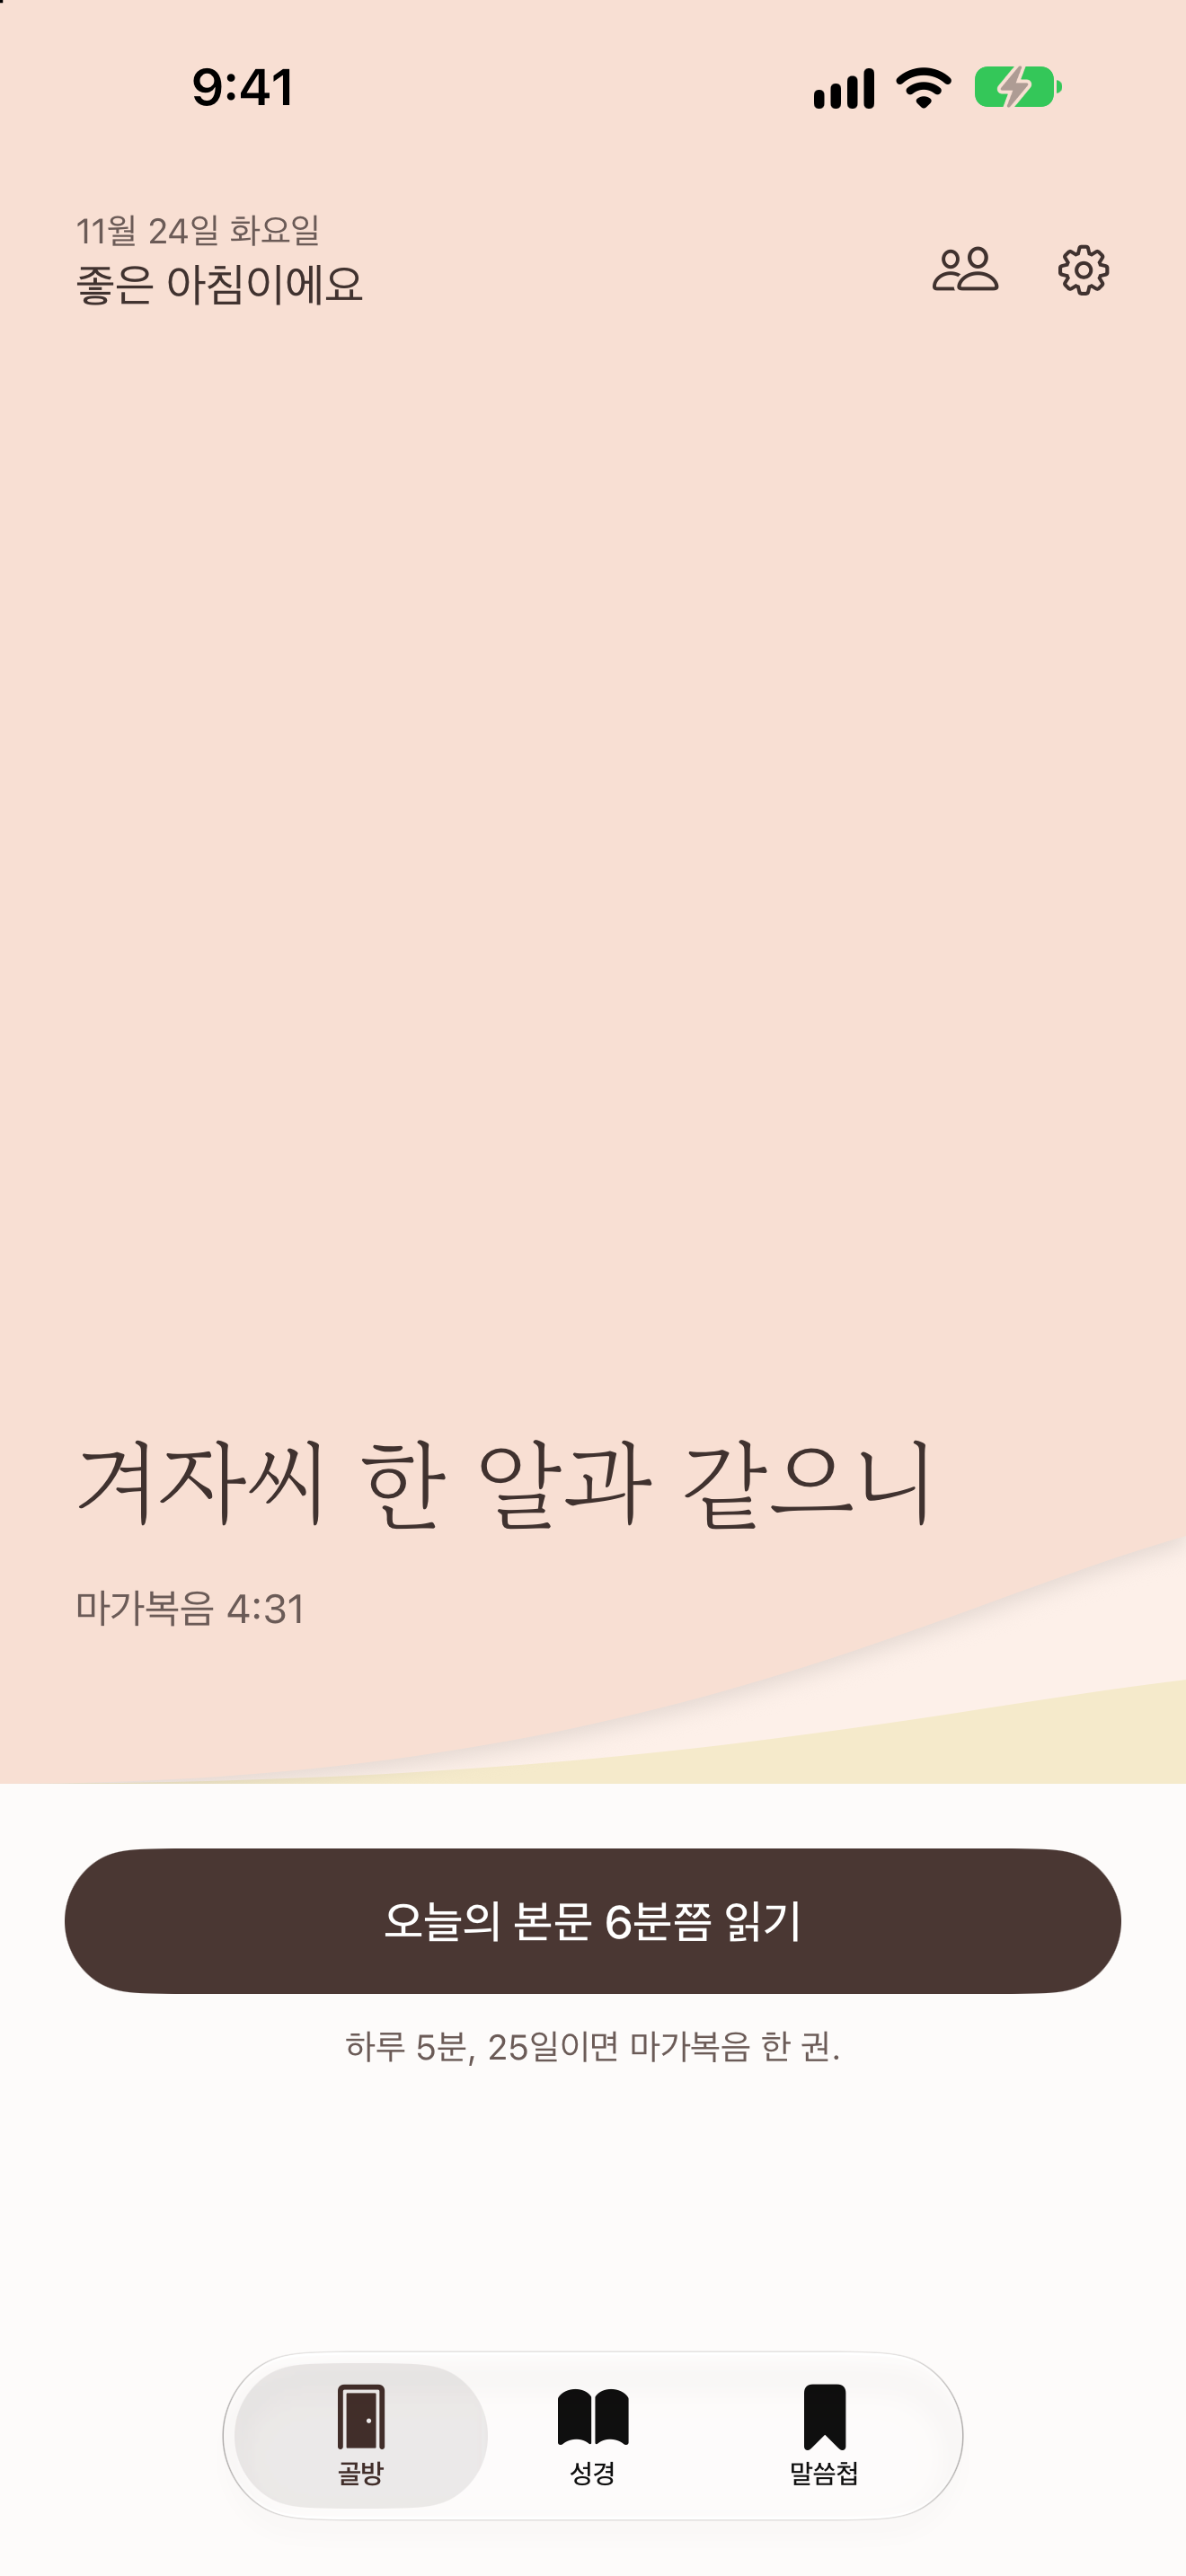 9:41
11월 24일 화요일
좋은 아침이에요
겨자씨 한 알과 같으니
마가복음 4:31
오늘의 본문 6분쯤 읽기
하루 5분, 25일이면 마가복음 한 권.
골방
성경
말씀첩